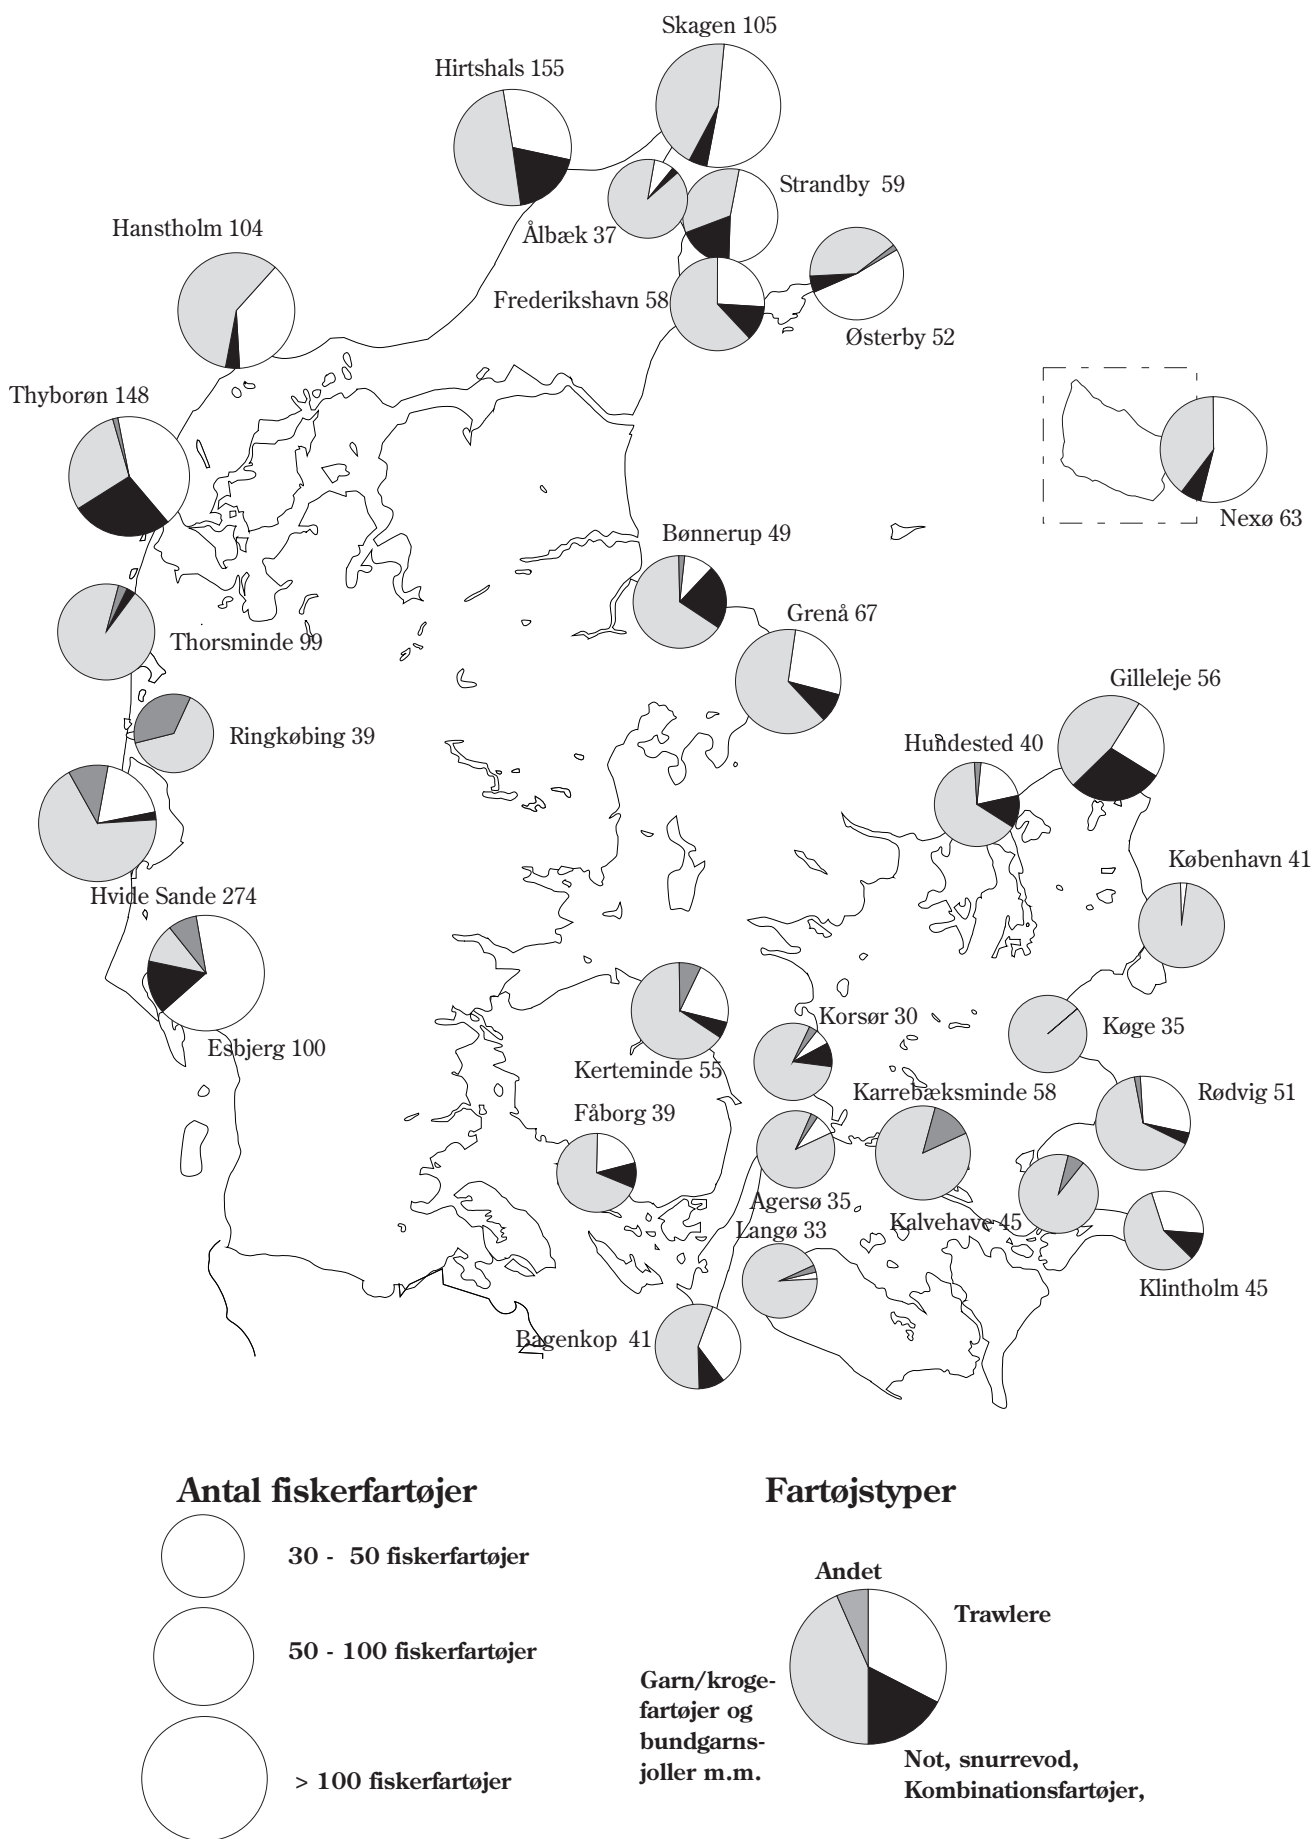 Skagen 105
Hirtshals 155
Strandby 59
Ålbæk 37
Hanstholm 104
Frederikshavn 58
Østerby 52
Thyborøn 148
Nexø 63
Bønnerup 49
Grenå 67
Thorsminde 99
Gilleleje 56
Ringkøbing 39
Hundested 40
København 41
Hvide Sande 274
Korsør 30
Køge 35
Esbjerg 100
Kerteminde 55
Karrebæksminde 58
Rødvig 51
Fåborg 39
Agersø 35
Kalvehave 45
Langø 33
Klintholm 45
Bagenkop 41
Antal fiskerfartøjer
30 - 50 fiskerfartøjer
50 - 100 fiskerfartøjer
> 100 fiskerfartøjer
Fartøjstyper
Andet
Trawlere
Garn/kroge-
fartøjer og
bundgarns-
joller m.m.
Not, snurrevod,
Kombinationsfartøjer,